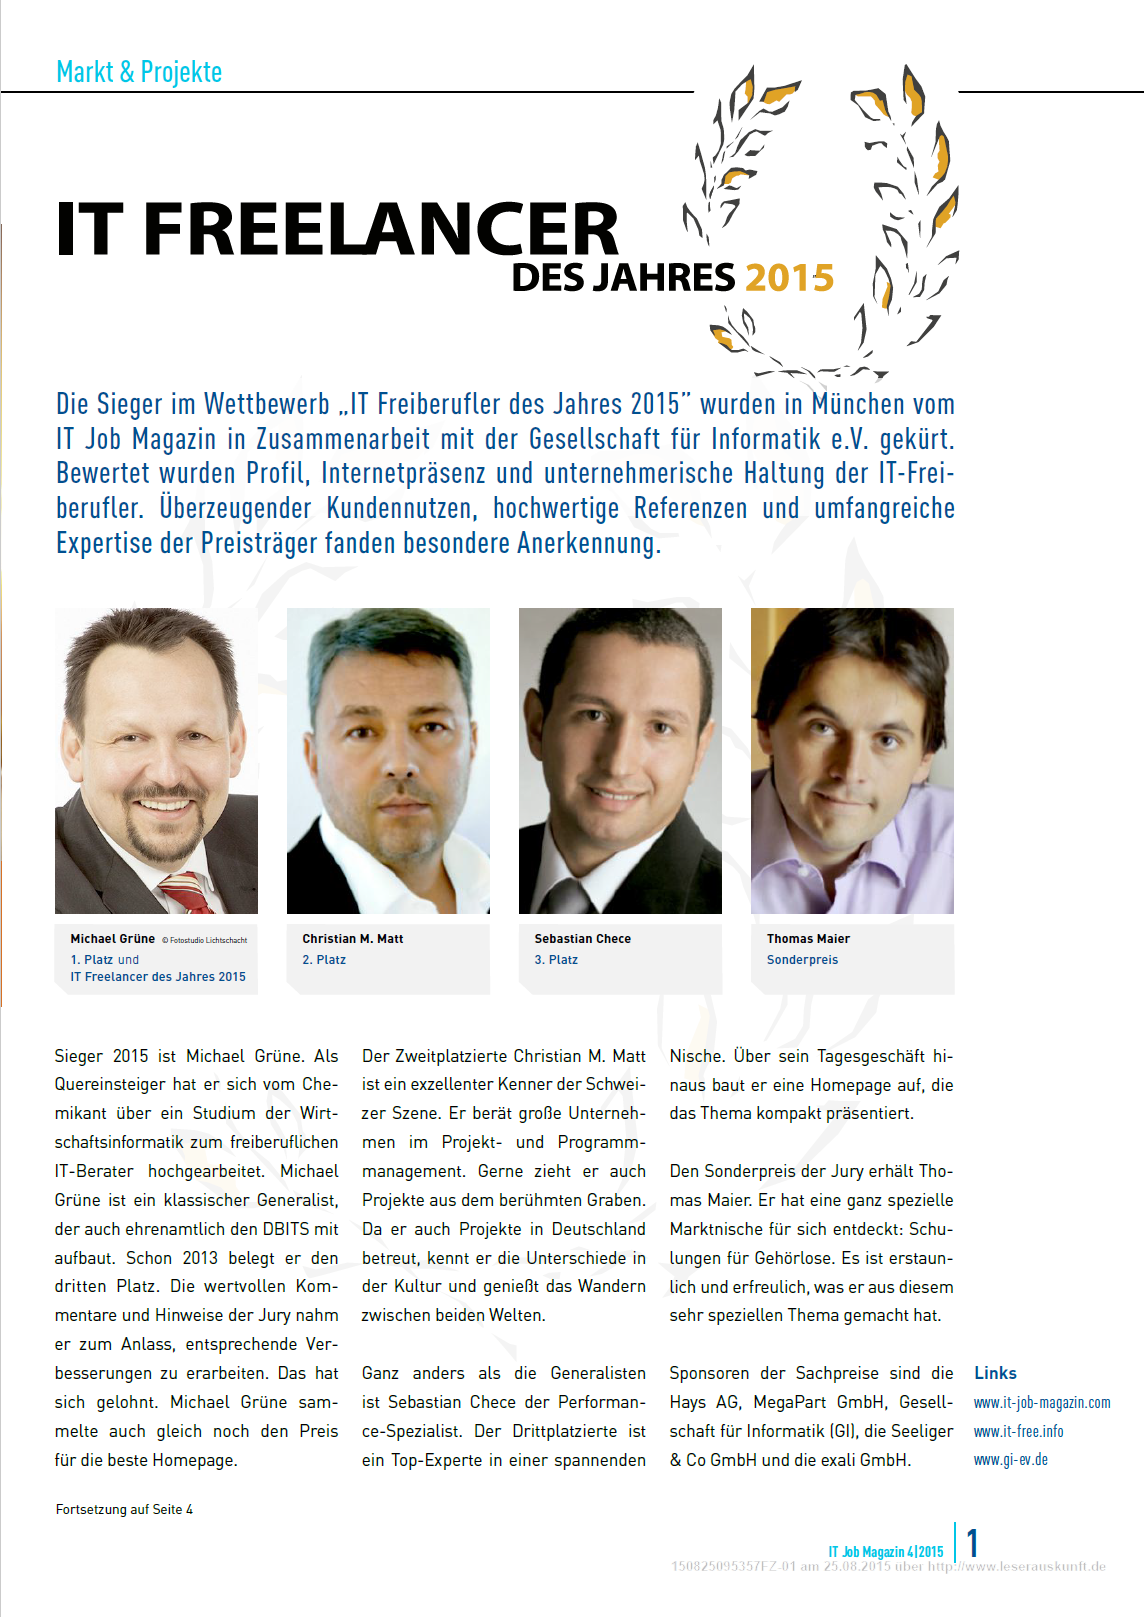 Markt & Projekte
IT FREELANCER
DES JAHRES 2015
Die Sieger im Wettbewerb „IT Freiberufler des Jahres 2015” wurden in München vom
IT Job Magazin in Zusammenarbeit mit der Gesellschaft für Informatik e.V. gekürt.
Bewertet wurden Profil, Internetpräsenz und unternehmerische Haltung der IT-Frei-
berufler. Überzeugender Kundennutzen, hochwertige Referenzen und umfangreiche
Expertise der Preisträger fanden besondere Anerkennung.
Michael Grüne © Fotostudio Lichtschacht
1. Platz und
IT Freelancer des Jahres 2015
Christian M. Matt
2. Platz
Sebastian Chece
3. Platz
Thomas Maier
Sonderpreis
Sieger 2015 ist Michael Grüne. Als
Quereinsteiger hat er sich vom Che-
mikant über ein Studium der Wirt-
schaftsinformatik zum freiberuflichen
IT-Berater hochgearbeitet. Michael
Grüne ist ein klassischer Generalist,
der auch ehrenamtlich den DBITS mit
aufbaut. Schon 2013 belegt er den
dritten Platz. Die wertvollen Kom-
mentare und Hinweise der Jury nahm
er zum Anlass, entsprechende Ver-
besserungen zu erarbeiten. Das hat
sich gelohnt. Michael Grüne sam-
melte auch gleich noch den Preis
für die beste Homepage.
Der Zweitplatzierte Christian M. Matt
ist ein exzellenter Kenner der Schwei-
zer Szene. Er berät große Unterneh-
men im Projekt- und Programm-
management. Gerne zieht er auch
Projekte aus dem berühmten Graben.
Da er auch Projekte in Deutschland
betreut, kennt er die Unterschiede in
der Kultur und genießt das Wandern
zwischen beiden Welten.
Ganz anders als die Generalisten
ist Sebastian Chece der Performan-
ce-Spezialist. Der Drittplatzierte ist
ein Top-Experte in einer spannenden
Nische. Über sein Tagesgeschäft hi-
naus baut er eine Homepage auf, die
das Thema kompakt präsentiert.
Den Sonderpreis der Jury erhält Tho-
mas Maier. Er hat eine ganz spezielle
Marktnische für sich entdeckt: Schu-
lungen für Gehörlose. Es ist erstaun-
lich und erfreulich, was er aus diesem
sehr speziellen Thema gemacht hat.
Sponsoren der Sachpreise sind die
Hays AG, MegaPart GmbH, Gesell-
schaft für Informatik (GI), die Seeliger
& Co GmbH und die exali GmbH.
Links
www.it-job-magazin.com
www.it-free.info
www.gi-ev.de
Fortsetzung auf Seite 4
IT Job Magazin 4|2015 1
150825095357FZ-01 am 25.08.2015 über http://www.leserauskunft.de